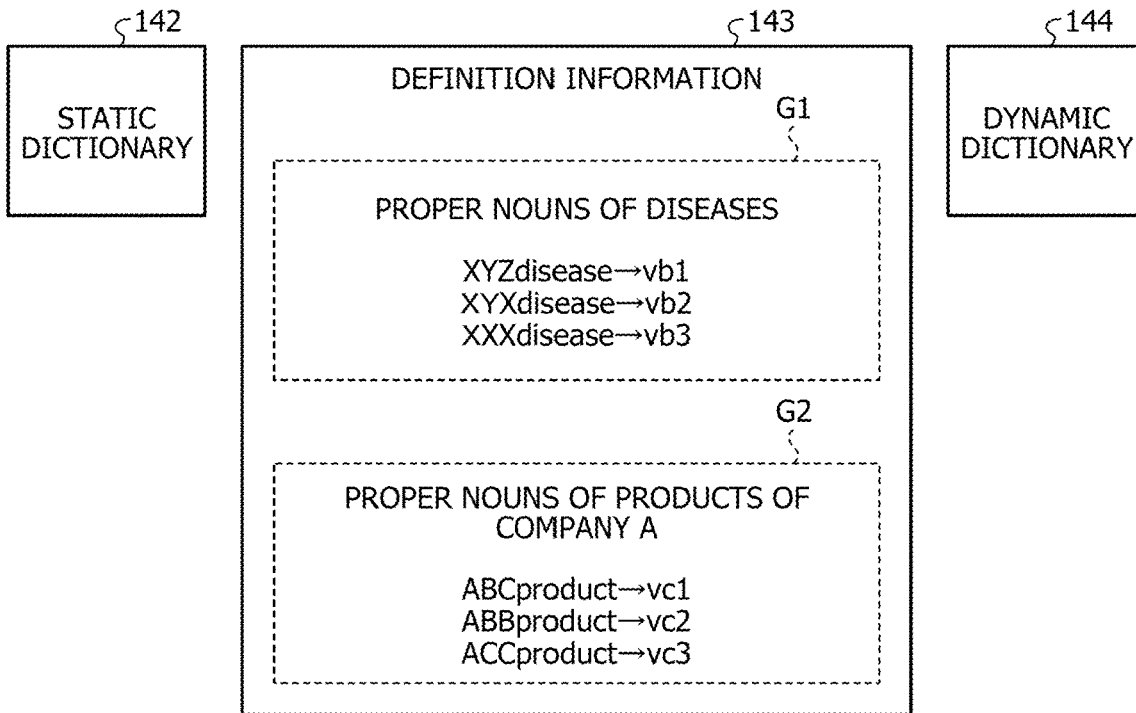 142
143
144
STATIC
DICTIONARY
DEFINITION INFORMATION
DYNAMIC
DICTIONARY
G1
PROPER NOUNS OF DISEASES
XYZdisease→vb1
XYXdisease→vb2
XXXdisease→vb3
G2
PROPER NOUNS OF PRODUCTS OF
COMPANY A
ABCproduct→vc1
ABBproduct→vc2
ACCproduct→vc3